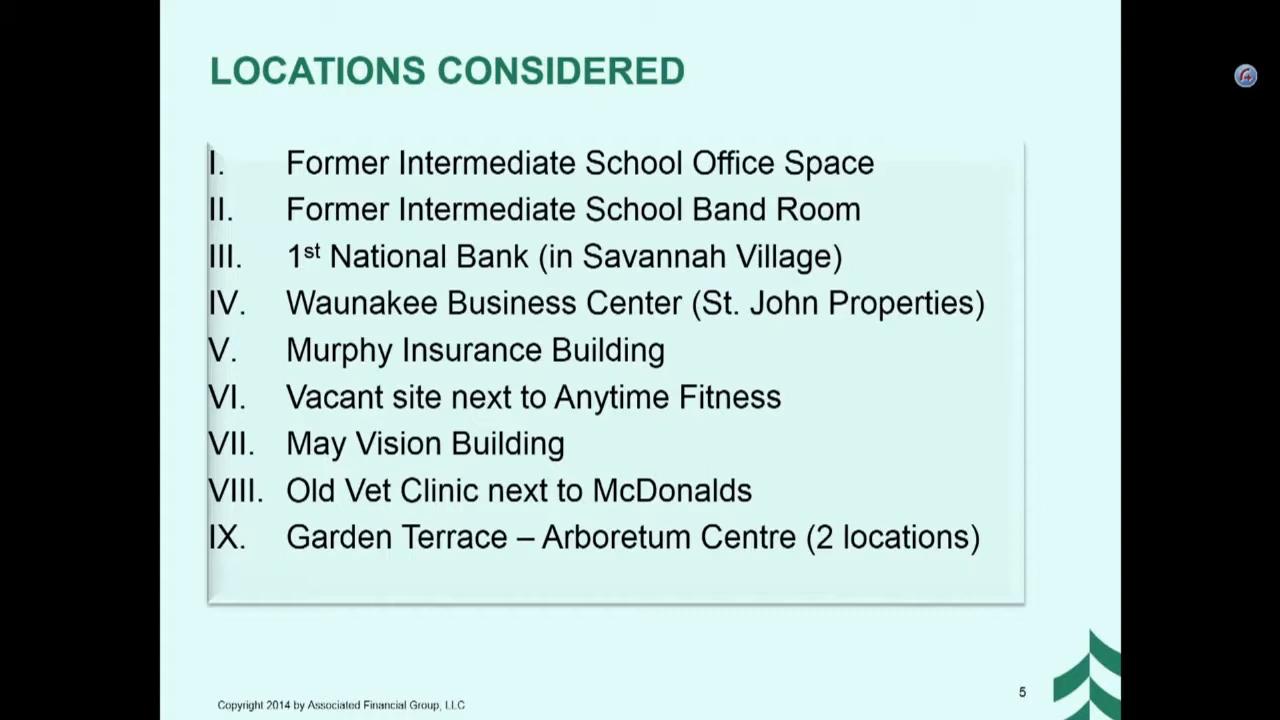 LOCATIONS CONSIDERED
I. Former Intermediate School Office Space
II. Former Intermediate School Band Room
III. 1st National Bank (in Savannah Village)
IV. Waunakee Business Center (St. John Properties)
V. Murphy Insurance Building
VI. Vacant site next to Anytime Fitness
VII. May Vision Building
VIII. Old Vet Clinic next to McDonalds
IX. Garden Terrace – Arboretum Centre (2 locations)
5
Copyright 2014 by Associated Financial Group, LLC